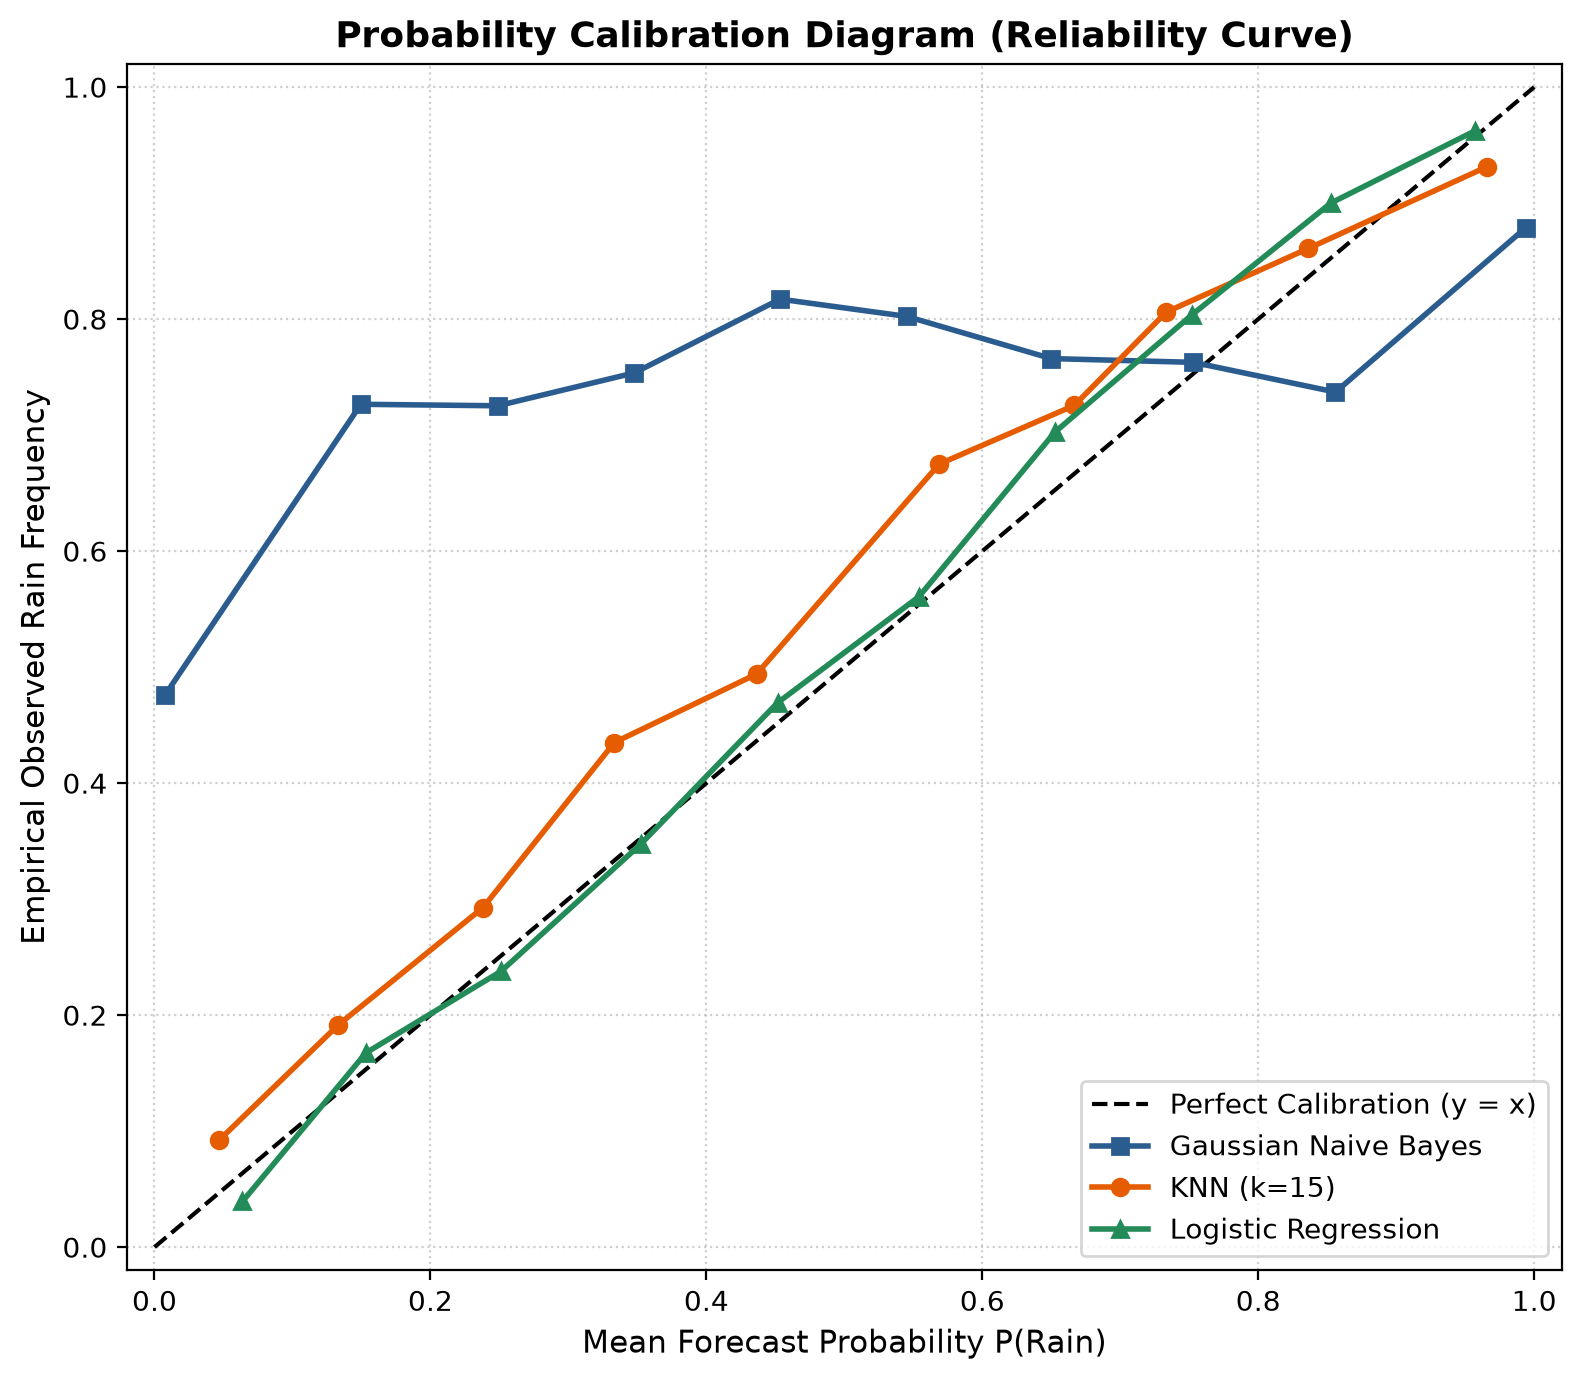 Probability Calibration Diagram (Reliability Curve)
Empirical Observed Rain Frequency
1.0
0.8
0.6
0.4
0.2
0.0
Perfect Calibration (y = x)
Gaussian Naive Bayes
KNN (k=15)
Logistic Regression
0.0 0.2 0.4 0.6 0.8 1.0
Mean Forecast Probability P(Rain)